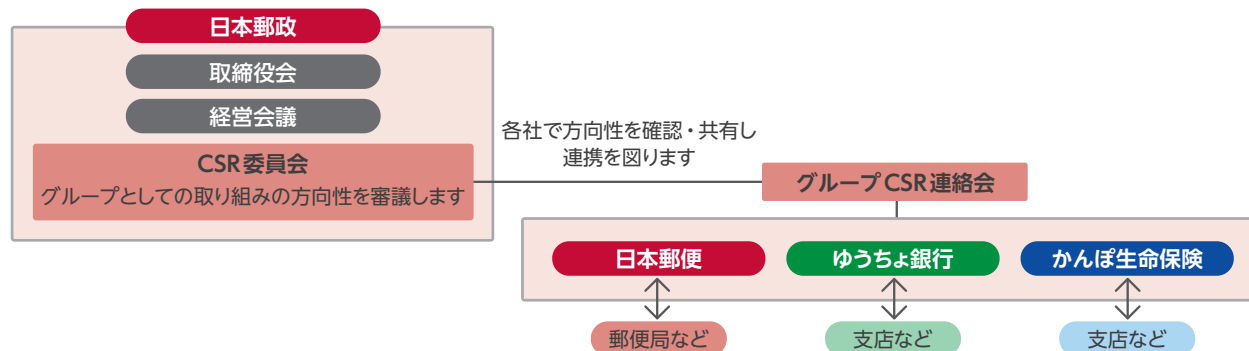 日本郵政
取締役会
経営会議
CSR委員会
グループとしての取り組みの方向性を審議します
各社で方向性を確認・共有し
連携を図ります
グループCSR連絡会
日本郵便
ゆうちょ銀行
かんぽ生命保険
郵便局など
支店など
支店など